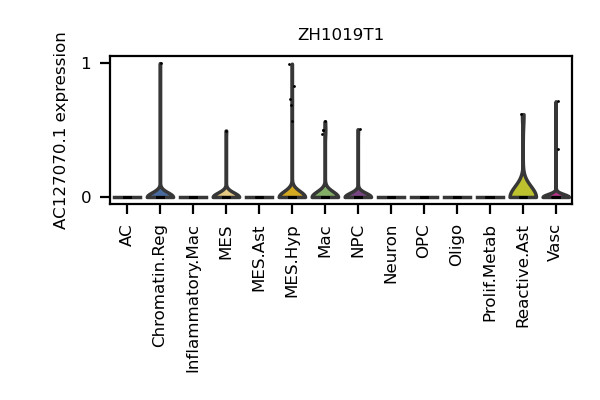 ZH1019T1
AC127070.1 expression
1
0
AC
Chromatin.Reg
Inflammatory.Mac
MES
MES.Ast
MES.Hyp
Mac
NPC
Neuron
OPC
Oligo
Prolif.Metab
Reactive.Ast
Vasc